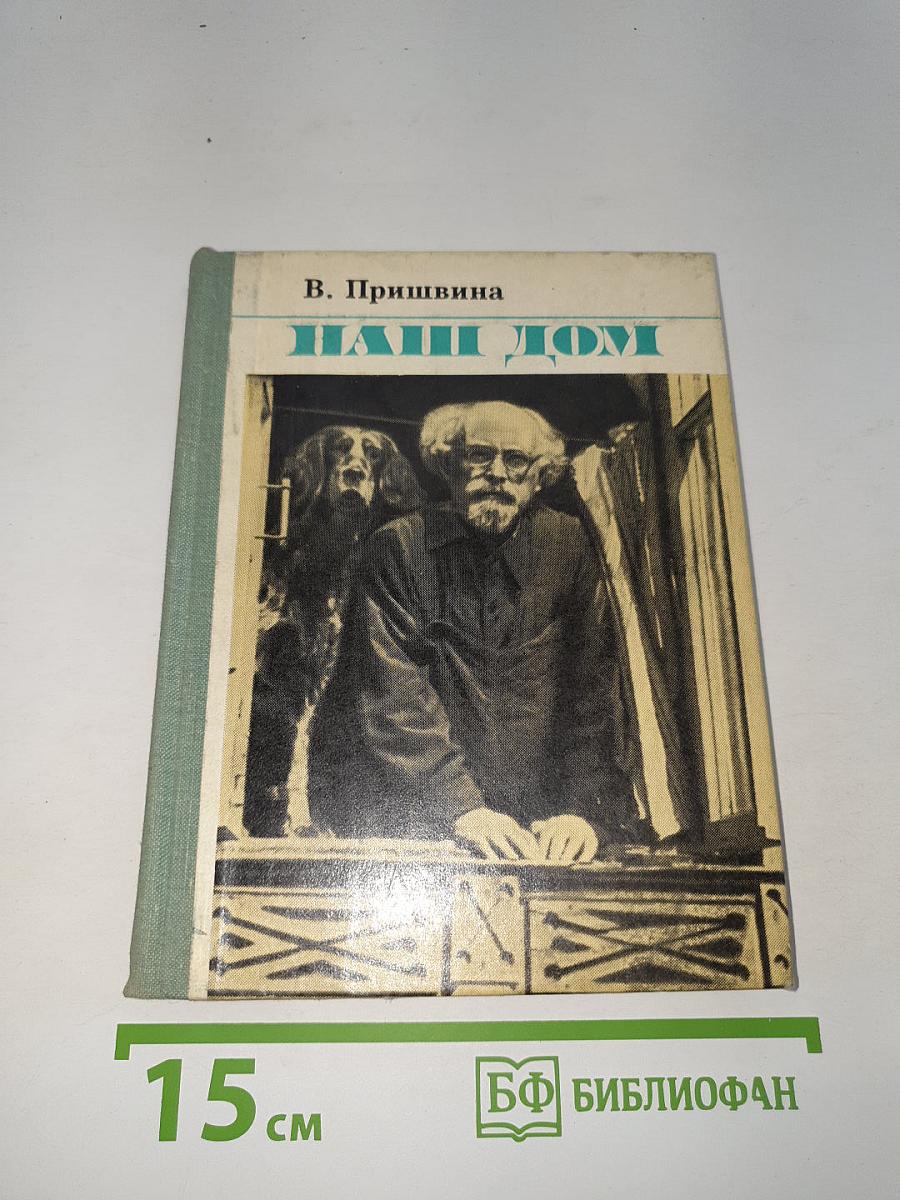 В. Пришвина
НАШ ДОМ
15 см
БФ БИБЛИОФАН